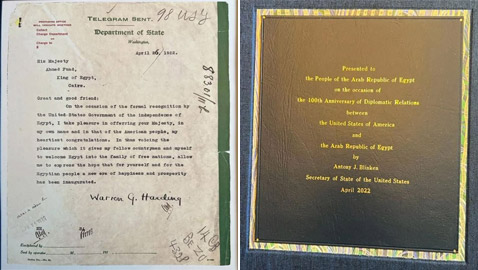 TELEGRAM SENT.
98 USJ
Department of State
Washington,
April 26, 1922.
His Majesty
Ahmed Fouad,
King of Egypt,
Cairo.
Great and good friend:
On the occasion of the formal recognition by
the United States Government of the independence of
Egypt, I take pleasure in offering your Majesty, in
my own name and in that of the American people, my
heartiest congratulations. In thus voicing the
pleasure which it gives my fellow countrymen and myself
to welcome Egypt into the family of free nations, allow
me to express the hope that for yourself and for the
Egyptian people a new era of happiness and prosperity
has been inaugurated.
Warren G. Harding
Enciphered by
Sent by operator
Presented to
the People of the Arab Republic of Egypt
on the occasion of
the 100th Anniversary of Diplomatic Relations
between
the United States of America
and
the Arab Republic of Egypt
by
Antony J. Blinken
Secretary of State of the United States
April 2022